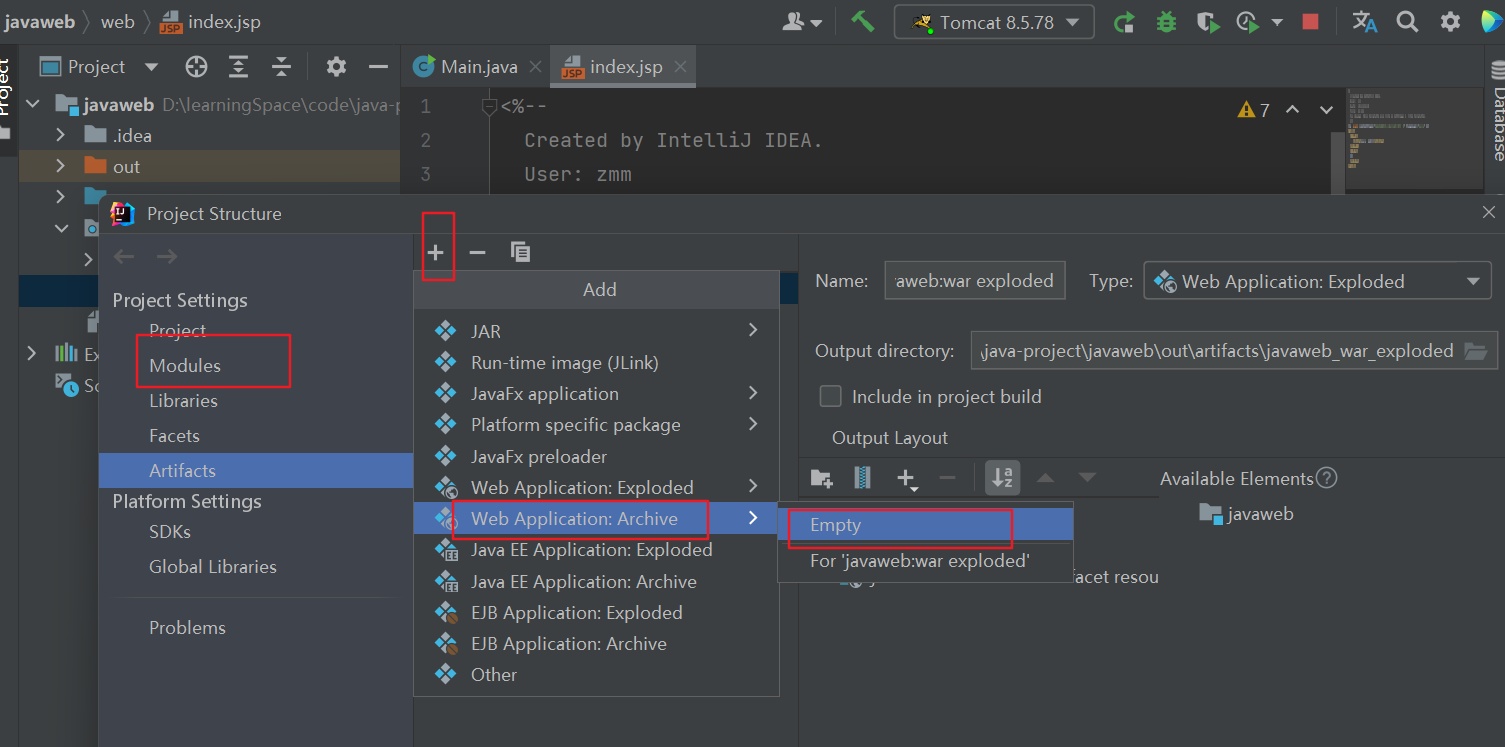 javaweb web index.jsp Tomcat 8.5.78
Project Project Main.java index.jsp
javaweb D:\learningSpace\code\java-p 1 <%-- 7
.idea 2 Created by IntelliJ IDEA.
out 3 User: zmm
Database
Project Structure
Project Settings
Project
Modules
Libraries
Facets
Artifacts
Platform Settings
SDKs
Global Libraries
Problems
Ex
Sc
Add
JAR
Run-time image (JLink)
JavaFx application
Platform specific package
JavaFx preloader
Web Application: Exploded
Web Application: Archive
Java EE Application: Exploded
Java EE Application: Archive
EJB Application: Exploded
EJB Application: Archive
Other
Empty
For 'javaweb:war exploded'
Name: aweb:war exploded Type: Web Application: Exploded
Output directory: java-project\javaweb\out\artifacts\javaweb_war_exploded
Include in project build
Output Layout
Available Elements
javaweb
acet resou